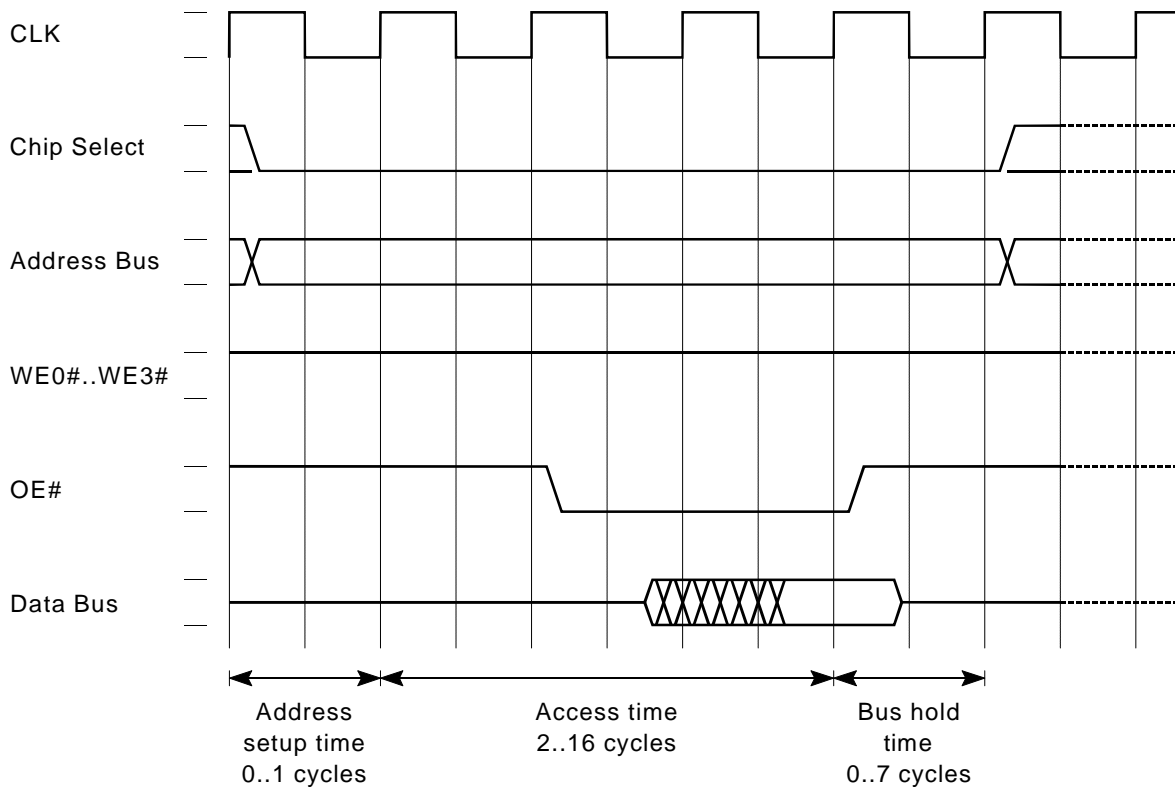 CLK
Chip Select
Address Bus
WE0#..WE3#
OE#
Data Bus
Address
setup time
0..1 cycles
Access time
2..16 cycles
Bus hold
time
0..7 cycles